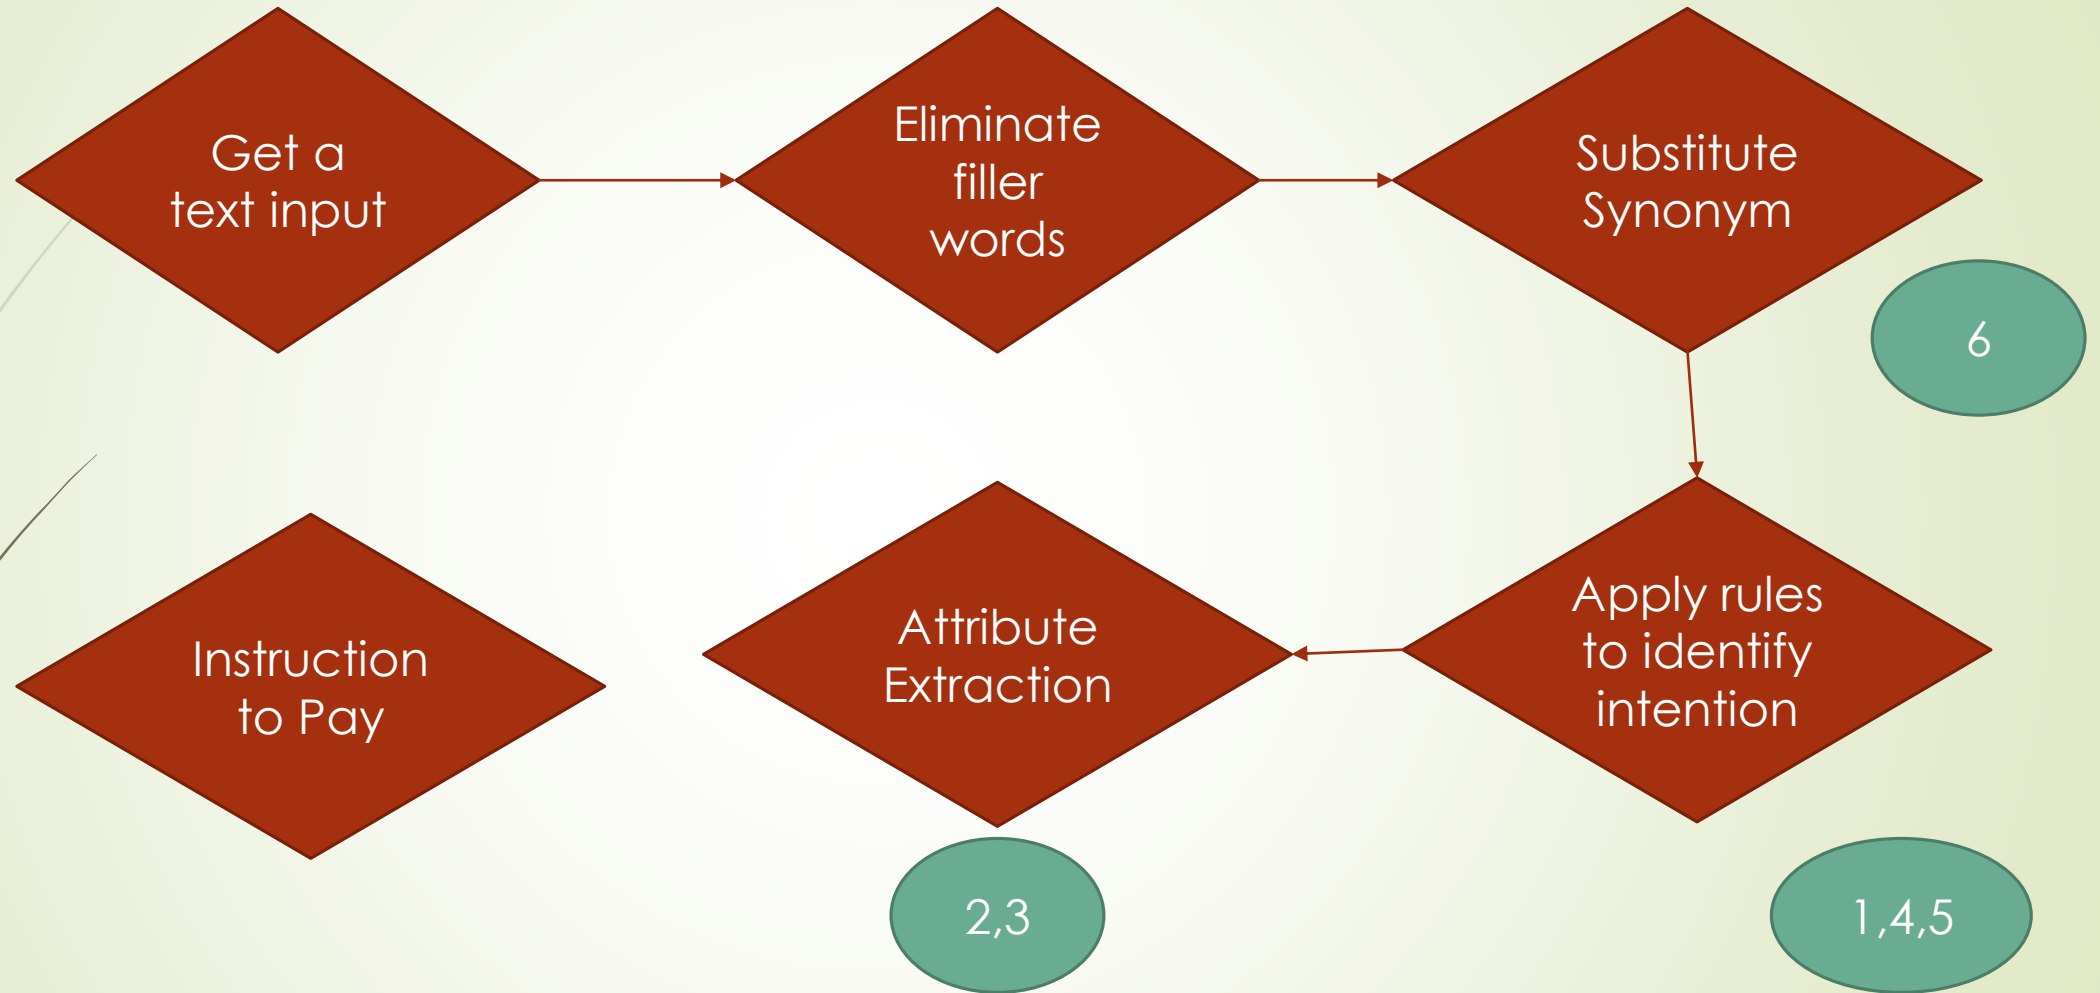 Get a
text input
Eliminate
filler
words
Substitute
Synonym
6
Apply rules
to identify
intention
1,4,5
Attribute
Extraction
2,3
Instruction
to Pay